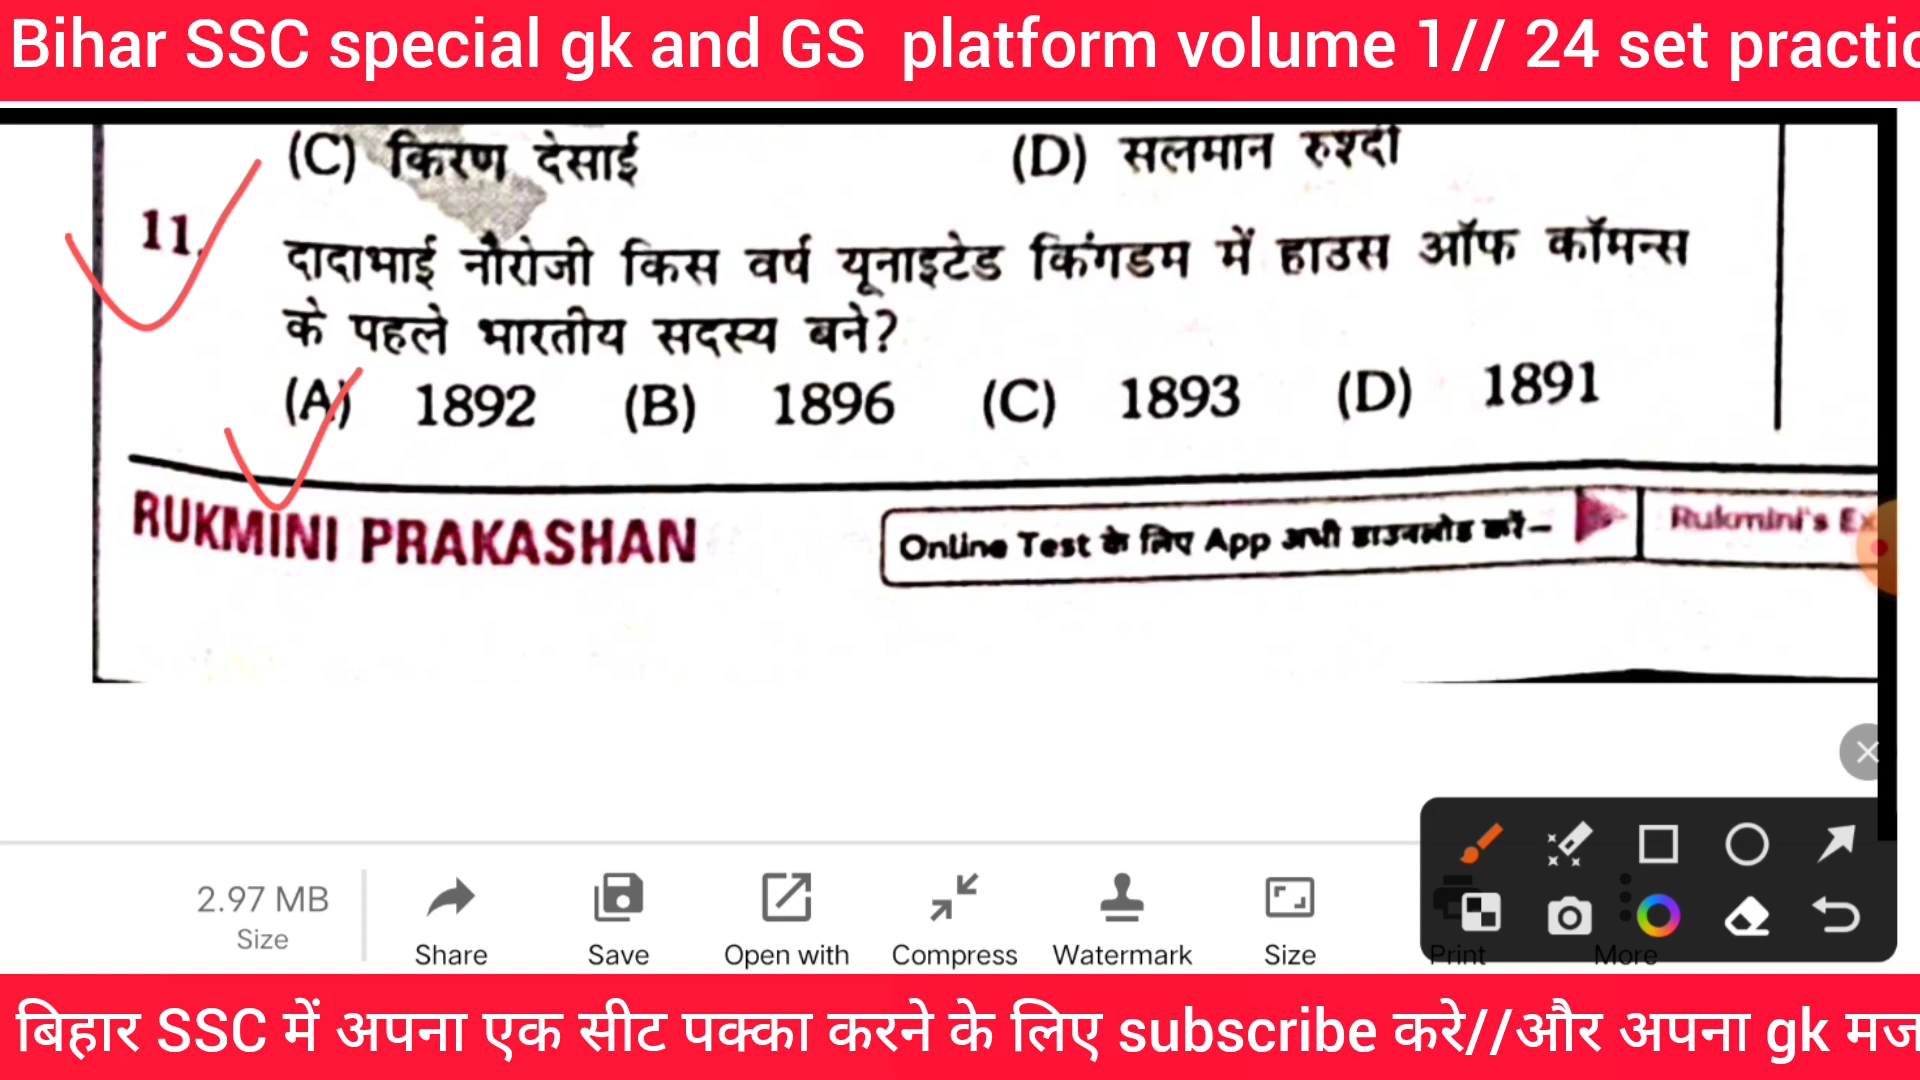 Bihar SSC special gk and GS platform volume 1// 24 set practic
(C) किरण देसाई (D) सलमान रुश्दी
11. दादाभाई नौरोजी किस वर्ष यूनाइटेड किंगडम में हाउस ऑफ कॉमन्स
के पहले भारतीय सदस्य बने?
(A) 1892 (B) 1896 (C) 1893 (D) 1891
RUKMINI PRAKASHAN
Online Test के लिए App अभी डाउनलोड करें–
Rukmini's Ex
2.97 MB
Size
Share
Save
Open with
Compress
Watermark
Size
Print
More
बिहार SSC में अपना एक सीट पक्का करने के लिए subscribe करे//और अपना gk मज